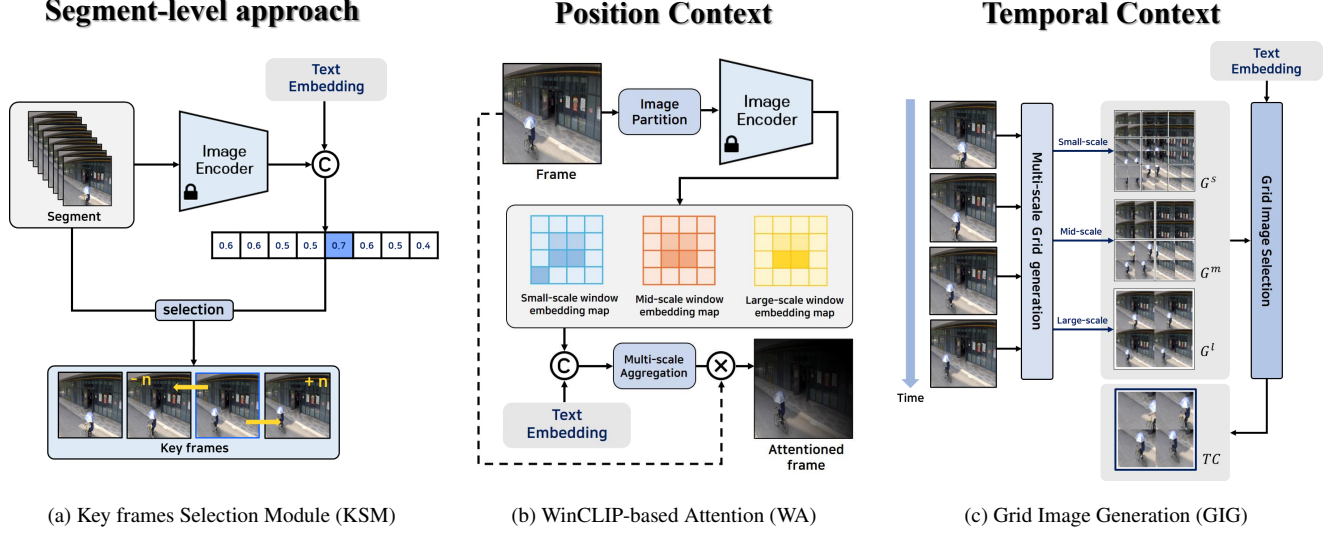 Segment-level approach
Text
Embedding
Image
Encoder
C
Segment
0.6 0.6 0.5 0.5 0.7 0.6 0.5 0.4
selection
- n
+ n
Key frames
(a) Key frames Selection Module (KSM)
Position Context
Frame
Image
Partition
Image
Encoder
Small-scale window
embedding map
Mid-scale window
embedding map
Large-scale window
embedding map
C
Multi-scale
Aggregation
×
Text
Embedding
Attentioned
frame
(b) WinCLIP-based Attention (WA)
Temporal Context
Text
Embedding
Time
Multi-scale Grid generation
Small-scale
Mid-scale
Large-scale
G^s
G^m
G^l
Grid Image Selection
TC
(c) Grid Image Generation (GIG)